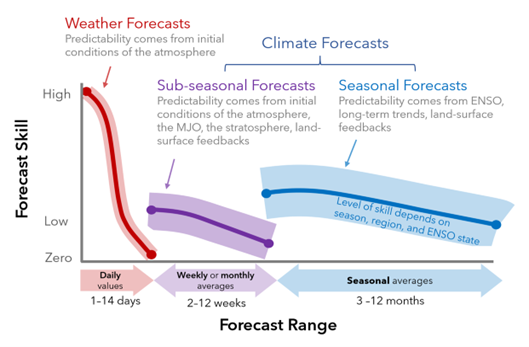 Weather Forecasts
Predictability comes from initial
conditions of the atmosphere
Climate Forecasts
Sub-seasonal Forecasts
Predictability comes from initial
conditions of the atmosphere,
the MJO, the stratosphere, land-
surface feedbacks
Seasonal Forecasts
Predictability comes from ENSO,
long-term trends, land-surface
feedbacks
Forecast Skill
High
Low
Zero
Level of skill depends on
season, region, and ENSO state
Daily
values
Weekly or monthly
averages
Seasonal averages
1-14 days
2-12 weeks
3 -12 months
Forecast Range